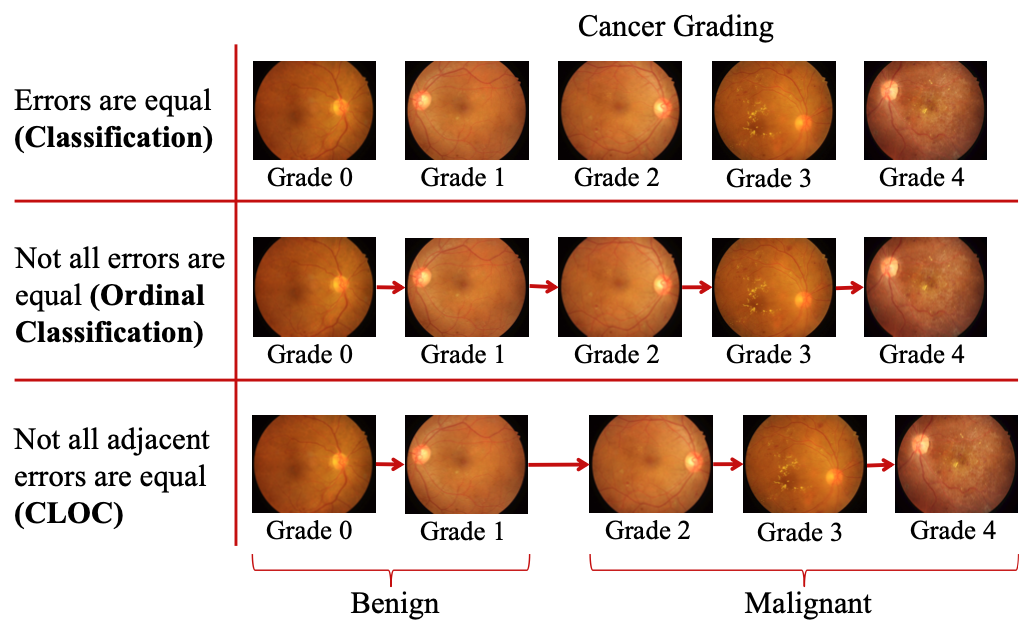 Cancer Grading
Errors are equal
(Classification)
Grade 0
Grade 1
Grade 2
Grade 3
Grade 4
Not all errors are
equal (Ordinal
Classification)
Grade 0
Grade 1
Grade 2
Grade 3
Grade 4
Not all adjacent
errors are equal
(CLOC)
Grade 0
Grade 1
Grade 2
Grade 3
Grade 4
Benign
Malignant